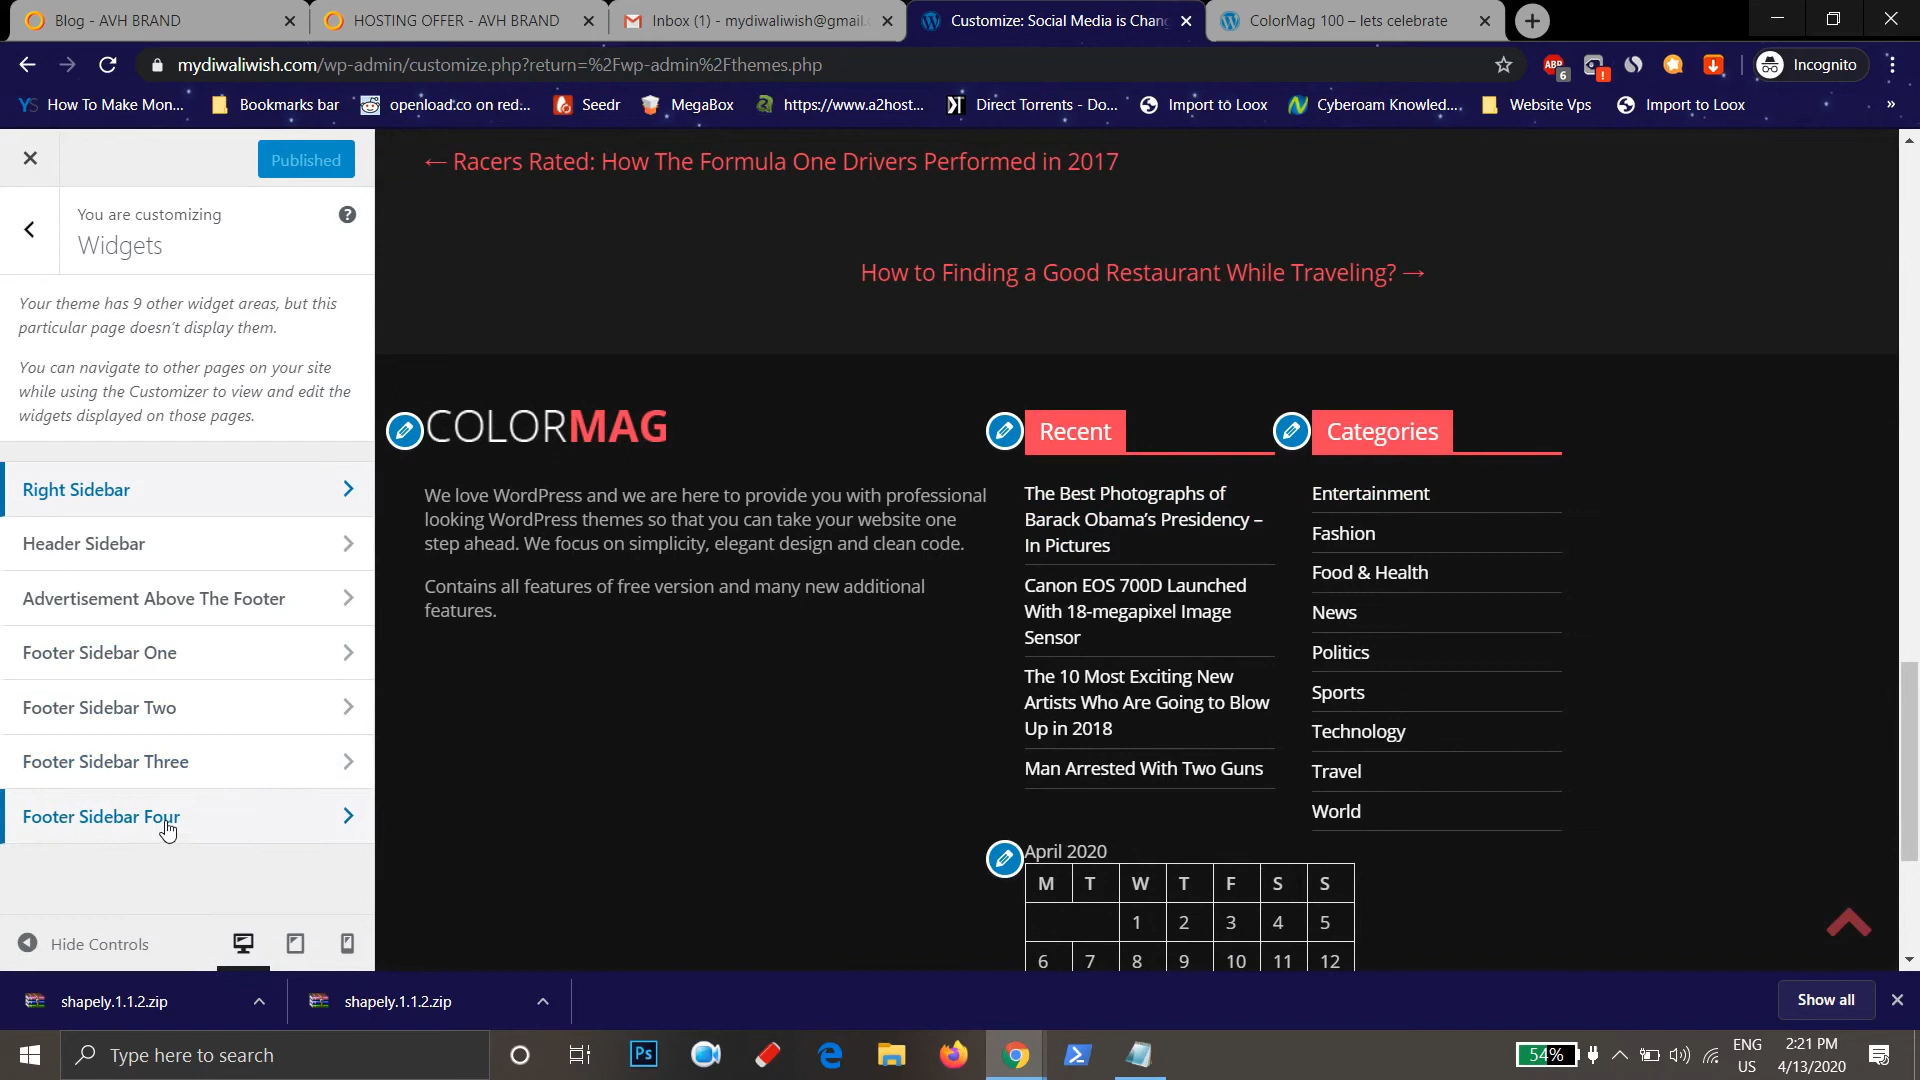 Blog - AVH BRAND
HOSTING OFFER - AVH BRAND
Inbox (1) - mydiwaliwish@gmail.c
Customize: Social Media is Chan
ColorMag 100 – lets celebrate
mydiwaliwish.com/wp-admin/customize.php?return=%2Fwp-admin%2Fthemes.php
ABP
6
Incognito
YS How To Make Mon...
Bookmarks bar
openload.co on red...
Seedr
MegaBox
https://www.a2host...
Direct Torrents - Do...
Import to Loox
Cyberoam Knowled...
Website Vps
Import to Loox
»
Published
You are customizing
Widgets
Your theme has 9 other widget areas, but this
particular page doesn't display them.
You can navigate to other pages on your site
while using the Customizer to view and edit the
widgets displayed on those pages.
Right Sidebar
Header Sidebar
Advertisement Above The Footer
Footer Sidebar One
Footer Sidebar Two
Footer Sidebar Three
Footer Sidebar Four
Hide Controls
← Racers Rated: How The Formula One Drivers Performed in 2017
How to Finding a Good Restaurant While Traveling? →
COLORMAG
We love WordPress and we are here to provide you with professional
looking WordPress themes so that you can take your website one
step ahead. We focus on simplicity, elegant design and clean code.
Contains all features of free version and many new additional
features.
Recent
The Best Photographs of
Barack Obama's Presidency –
In Pictures
Canon EOS 700D Launched
With 18-megapixel Image
Sensor
The 10 Most Exciting New
Artists Who Are Going to Blow
Up in 2018
Man Arrested With Two Guns
Categories
Entertainment
Fashion
Food & Health
News
Politics
Sports
Technology
Travel
World
April 2020
M T W T F S S
1 2 3 4 5
6 7 8 9 10 11 12
shapely.1.1.2.zip
shapely.1.1.2.zip
Show all
Type here to search
Ps
54%
ENG
US
2:21 PM
4/13/2020